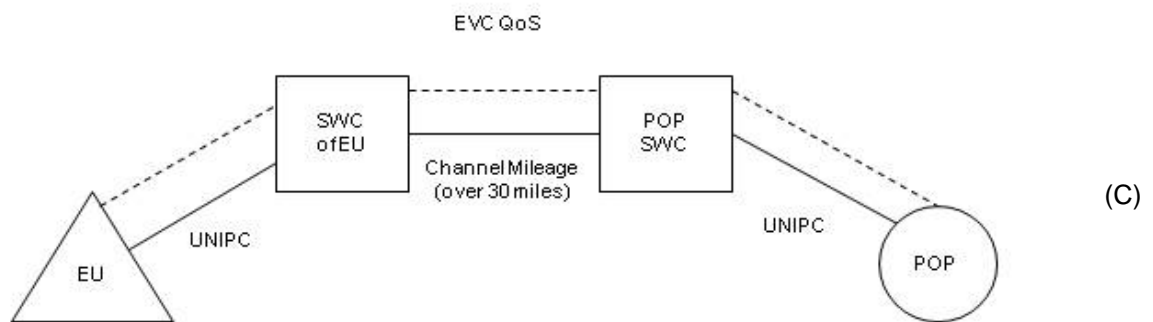 EVC QoS
SWC
of EU
POP
SWC
Channel Mileage
(over 30 miles)
(C)
UNIPC
UNIPC
EU
POP